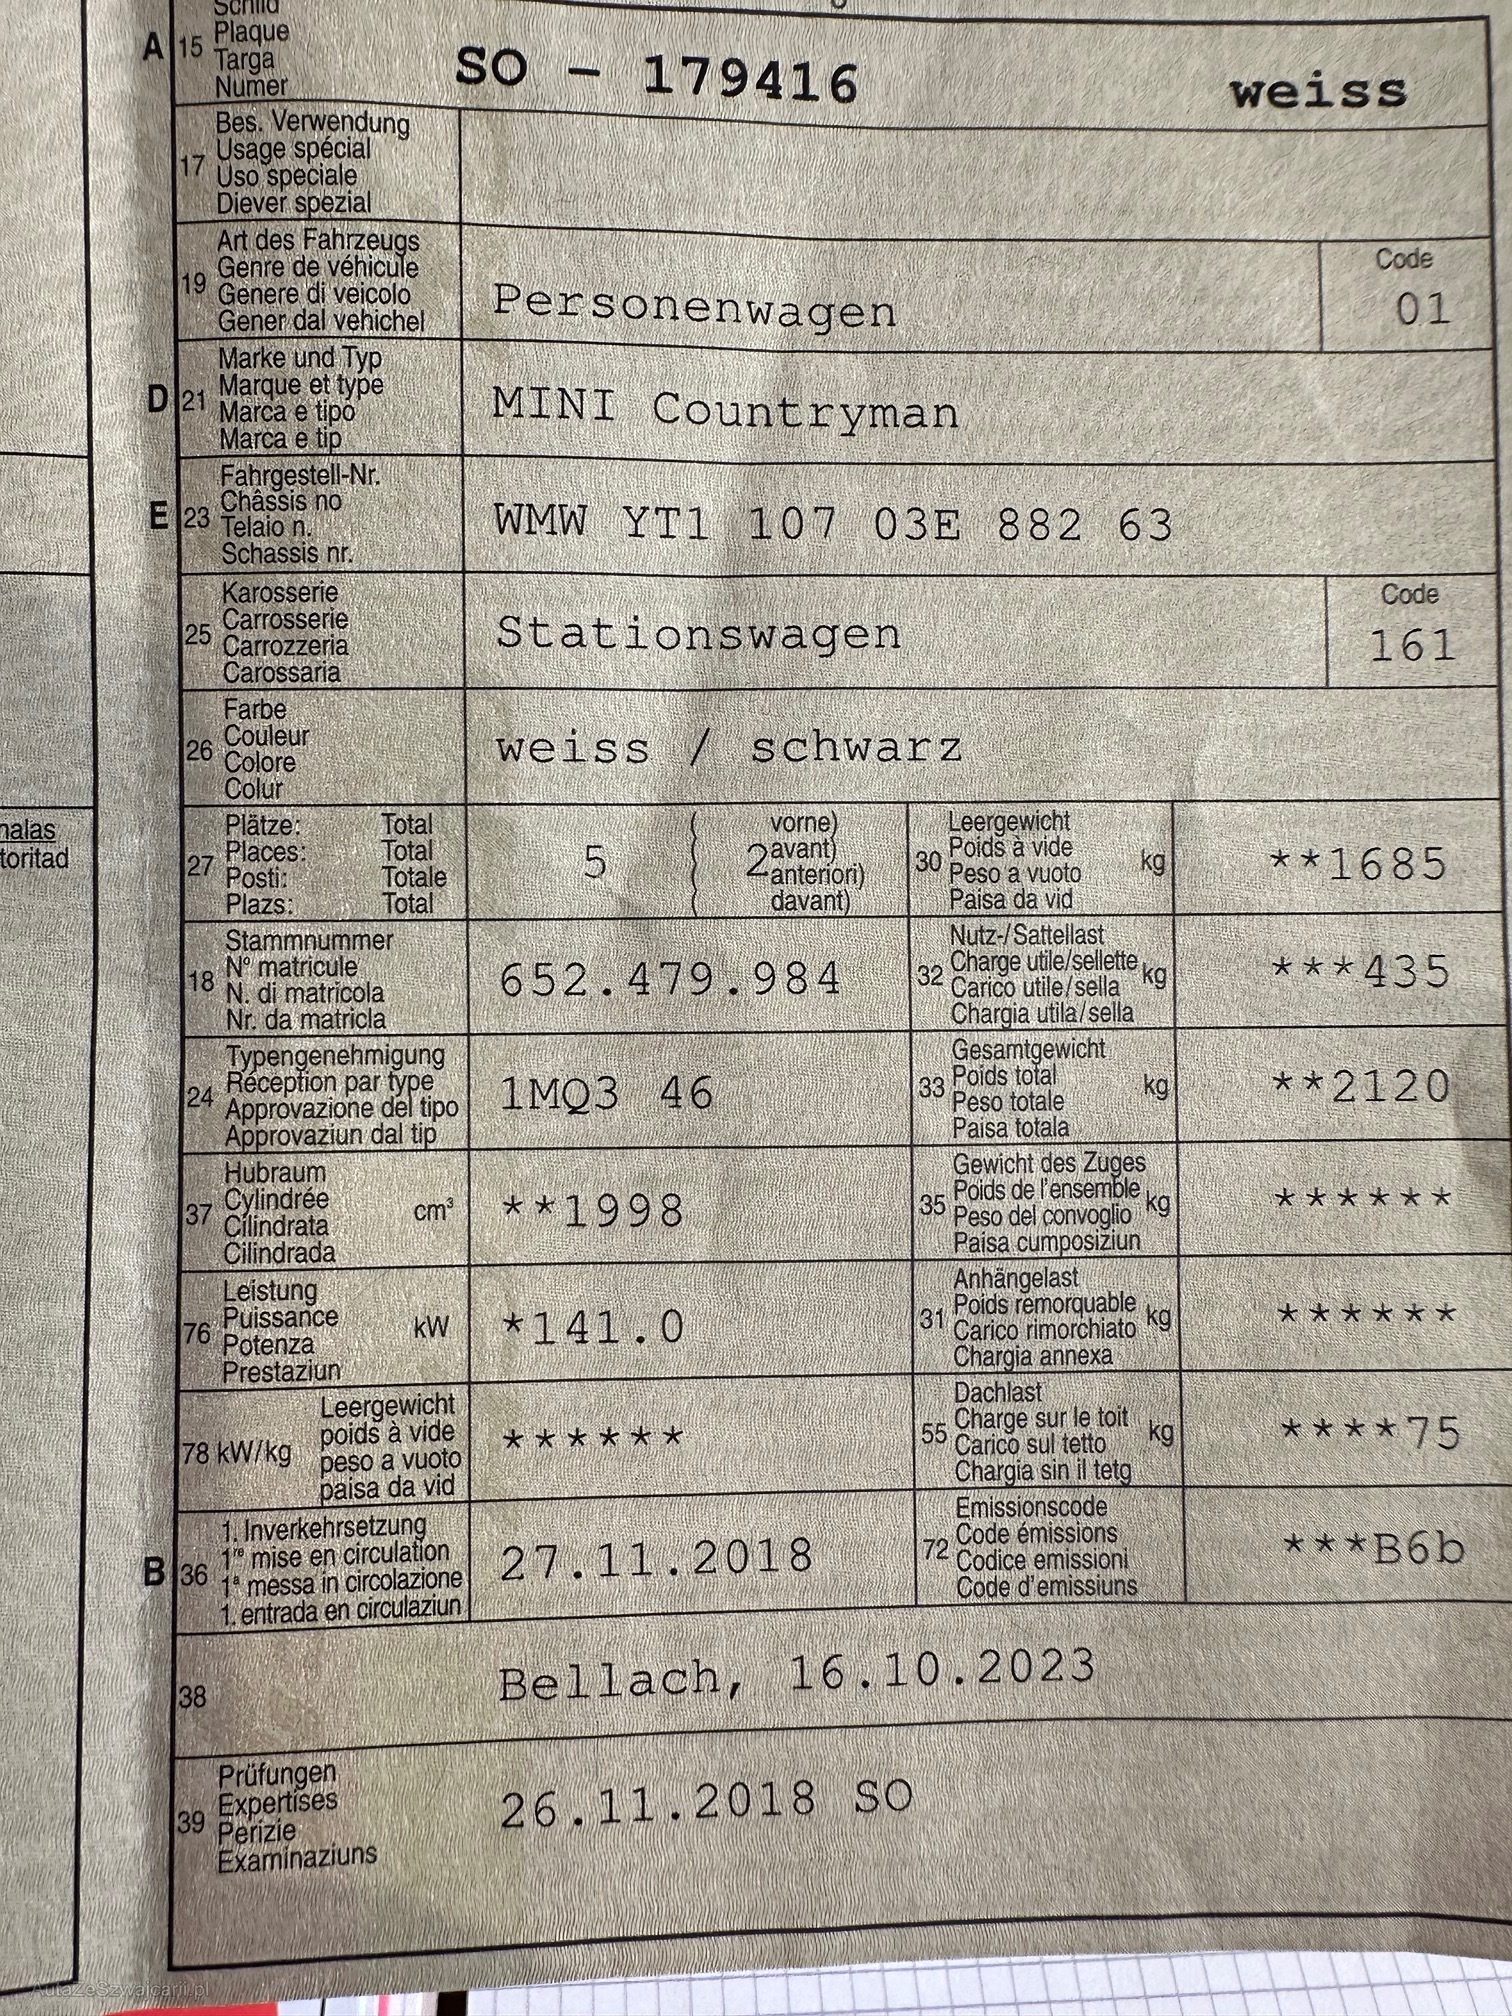 Schild
A 15 Plaque
Targa
Numer
SO - 179416 weiss
17 Bes. Verwendung
Usage spécial
Uso speciale
Diever spezial
19 Art des Fahrzeugs
Genre de véhicule
Genere di veicolo
Gener dal vehichel
Personenwagen
Code
01
D 21 Marke und Typ
Marque et type
Marca e tipo
Marca e tip
MINI Countryman
E 23 Fahrgestell-Nr.
Châssis no
Telaio n.
Schassis nr.
WMW YT1 107 03E 882 63
25 Karosserie
Carrosserie
Carrozzeria
Carossaria
Stationswagen
Code
161
26 Farbe
Couleur
Colore
Colur
weiss / schwarz
27 Plätze: Total
Places: Total
Posti: Totale
Plazs: Total
5 ( 2 vorne)
avant)
anteriori)
davant)
30 Leergewicht
Poids à vide kg
Peso a vuoto
Paisa da vid
**1685
18 Stammnummer
N° matricule
N. di matricola
Nr. da matricla
652.479.984
32 Nutz-/Sattellast
Charge utile/sellette kg
Carico utile/sella
Chargia utila/sella
***435
24 Typengenehmigung
Réception par type
Approvazione del tipo
Approvaziun dal tip
1MQ3 46
33 Gesamtgewicht
Poids total kg
Peso totale
Paisa totala
**2120
37 Hubraum
Cylindrée cm³
Cilindrata
Cilindrada
**1998
35 Gewicht des Zuges
Poids de l'ensemble kg
Peso del convoglio
Paisa cumposiziun
******
76 Leistung
Puissance kW
Potenza
Prestaziun
*141.0
31 Anhängelast
Poids remorquable kg
Carico rimorchiato
Chargia annexa
******
78 kW/kg Leergewicht
poids à vide
peso a vuoto
paisa da vid
******
55 Dachlast
Charge sur le toit kg
Carico sul tetto
Chargia sin il tetg
****75
B 36 1. Inverkehrsetzung
1re mise en circulation
1a messa in circolazione
1. entrada en circulaziun
27.11.2018
72 Emissionscode
Code émissions
Codice emissioni
Code d'emissiuns
***B6b
38 Bellach, 16.10.2023
39 Prüfungen
Expertises
Perizie
Examinaziuns
26.11.2018 SO
nalas
toritad
AutaZeSzwajcarii.pl